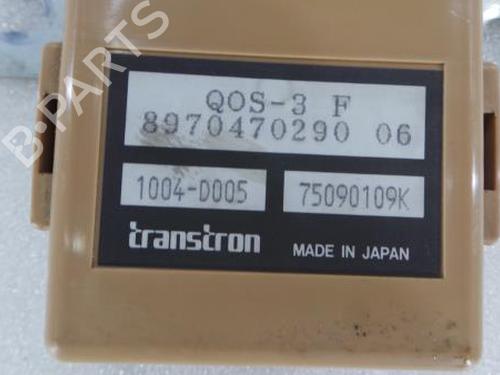 QOS-3 F
8970470290 06
1004-D005 75090109K
transtron MADE IN JAPAN
B-PARTS